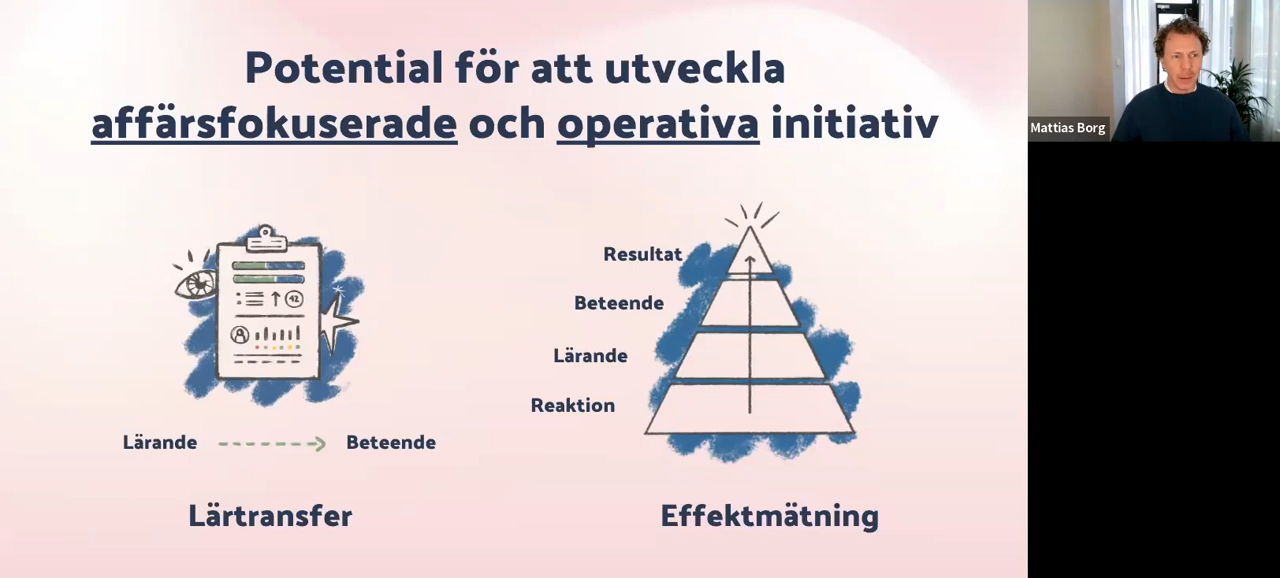 Potential för att utveckla
affärsfokuserade och operativa initiativ
Mattias Borg
Resultat
Beteende
Lärande
Reaktion
Lärande
Beteende
Lärtransfer
Effektmätning